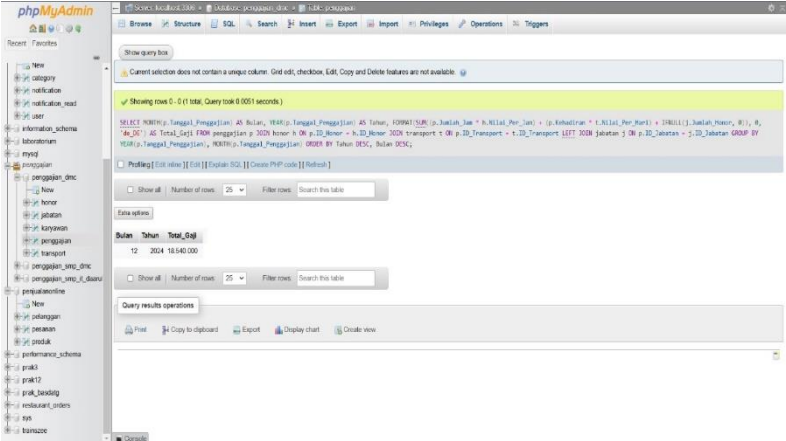 phpMyAdmin
Recent Favorites
New
category
notification
notification_read
user
information_schema
laboratorium
mysql
penggajian
penggajian_dmc
New
honor
jabatan
karyawan
penggajian
transport
penggajian_smp_dmc
penggajian_smp_it_daarul
penjualanonline
New
pelanggan
pesanan
produk
performance_schema
prak3
prak12
prak_basdatg
restaurant_orders
sys
trainszee
Server: localhost:3306 » Database: penggajian_dmc » Table: penggajian
Browse Structure SQL Search Insert Export Import Privileges Operations Triggers
Show query box
Current selection does not contain a unique column. Grid edit, checkbox, Edit, Copy and Delete features are not available.
Showing rows 0 - 0 (1 total, Query took 0.0051 seconds.)
SELECT MONTH(p.Tanggal_Penggajian) AS Bulan, YEAR(p.Tanggal_Penggajian) AS Tahun, FORMAT(SUM((p.Jumlah_Jam * h.Nilai_Per_Jam) + (p.Kehadiran * t.Nilai_Per_Hari) + IFNULL(j.Jumlah_Honor, 0)), 0,
'de_DE') AS Total_Gaji FROM penggajian p JOIN honor h ON p.ID_Honor = h.ID_Honor JOIN transport t ON p.ID_Transport = t.ID_Transport LEFT JOIN jabatan j ON p.ID_Jabatan = j.ID_Jabatan GROUP BY
YEAR(p.Tanggal_Penggajian), MONTH(p.Tanggal_Penggajian) ORDER BY Tahun DESC, Bulan DESC;
Profiling [ Edit inline ] [ Edit ] [ Explain SQL ] [ Create PHP code ] [ Refresh ]
Show all Number of rows: 25 Filter rows: Search this table
Extra options
Bulan Tahun Total_Gaji
12 2024 18.540.000
Show all Number of rows: 25 Filter rows: Search this table
Query results operations
Print Copy to clipboard Export Display chart Create view
Console